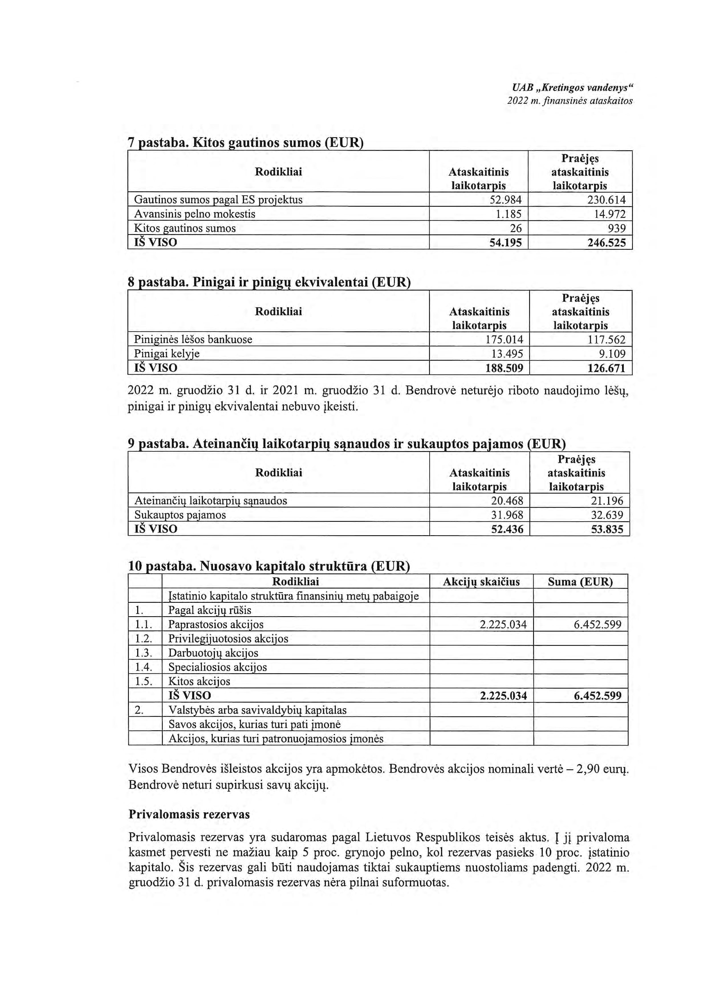 UAB „Kretingos vandenys“
2022 m. finansinės ataskaitos
7 pastaba. Kitos gautinos sumos (EUR)
Rodikliai Ataskaitinis laikotarpis Praėjęs ataskaitinis laikotarpis
Gautinos sumos pagal ES projektus 52.984 230.614
Avansinis pelno mokestis 1.185 14.972
Kitos gautinos sumos 26 939
IŠ VISO 54.195 246.525
8 pastaba. Pinigai ir pinigų ekvivalentai (EUR)
Rodikliai Ataskaitinis laikotarpis Praėjęs ataskaitinis laikotarpis
Piniginės lėšos bankuose 175.014 117.562
Pinigai kelyje 13.495 9.109
IŠ VISO 188.509 126.671
2022 m. gruodžio 31 d. ir 2021 m. gruodžio 31 d. Bendrovė neturėjo riboto naudojimo lėšų,
pinigai ir pinigų ekvivalentai nebuvo įkeisti.
9 pastaba. Ateinančių laikotarpių sąnaudos ir sukauptos pajamos (EUR)
Rodikliai Ataskaitinis laikotarpis Praėjęs ataskaitinis laikotarpis
Ateinančių laikotarpių sąnaudos 20.468 21.196
Sukauptos pajamos 31.968 32.639
IŠ VISO 52.436 53.835
10 pastaba. Nuosavo kapitalo struktūra (EUR)
Rodikliai Akcijų skaičius Suma (EUR)
Įstatinio kapitalo struktūra finansinių metų pabaigoje
1. Pagal akcijų rūšis
1.1. Paprastosios akcijos 2.225.034 6.452.599
1.2. Privilegijuotosios akcijos
1.3. Darbuotojų akcijos
1.4. Specialiosios akcijos
1.5. Kitos akcijos
IŠ VISO 2.225.034 6.452.599
2. Valstybės arba savivaldybių kapitalas
Savos akcijos, kurias turi pati įmonė
Akcijos, kurias turi patronuojamosios įmonės
Visos Bendrovės išleistos akcijos yra apmokėtos. Bendrovės akcijos nominali vertė – 2,90 eurų.
Bendrovė neturi supirkusi savų akcijų.
Privalomasis rezervas
Privalomasis rezervas yra sudaromas pagal Lietuvos Respublikos teisės aktus. Į jį privaloma
kasmet pervesti ne mažiau kaip 5 proc. grynojo pelno, kol rezervas pasieks 10 proc. įstatinio
kapitalo. Šis rezervas gali būti naudojamas tiktai sukauptiems nuostoliams padengti. 2022 m.
gruodžio 31 d. privalomasis rezervas nėra pilnai suformuotas.